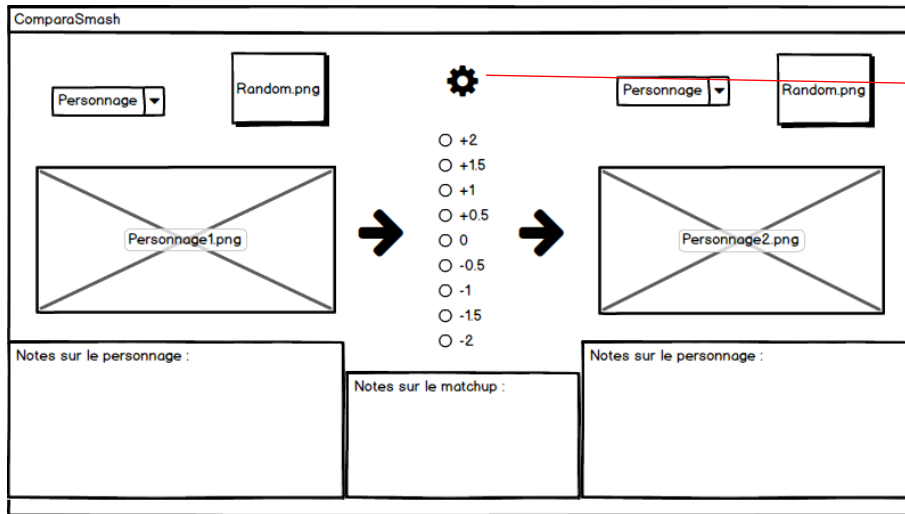 ComparaSmash
Personnage
Random.png
Personnage
Random.png
+2
+1.5
+1
+0.5
0
-0.5
-1
-1.5
-2
Personnage1.png
Personnage2.png
Notes sur le personnage :
Notes sur le matchup :
Notes sur le personnage :